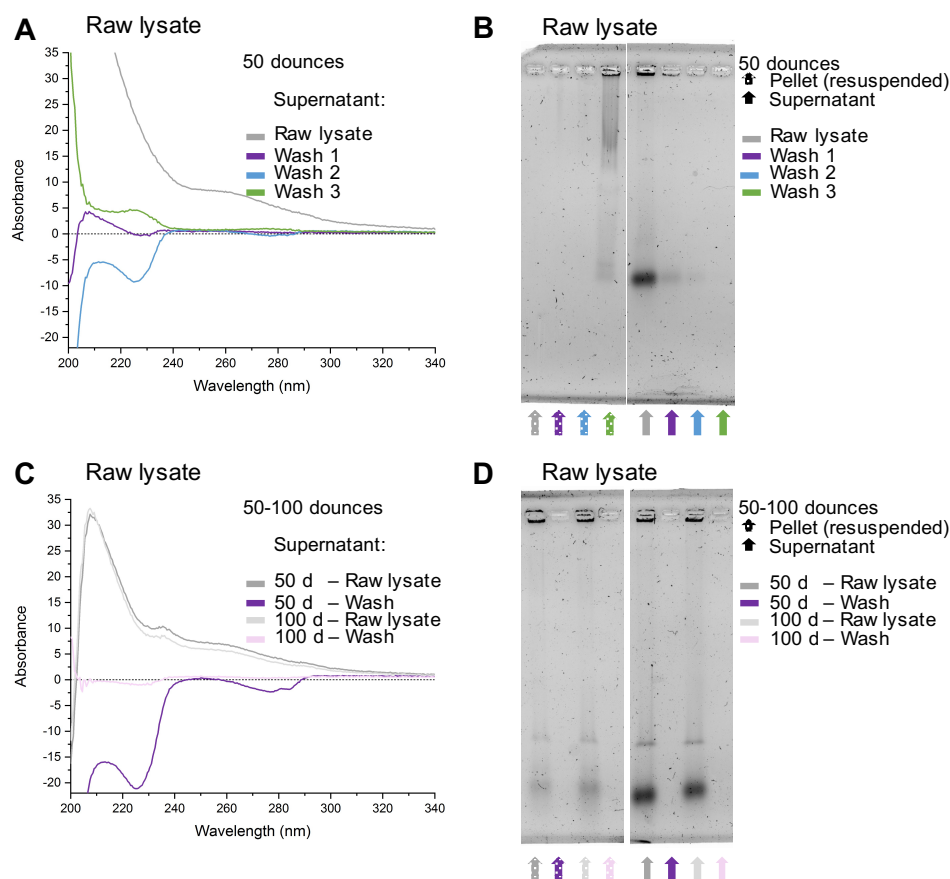 A
Raw lysate
50 dounces
Supernatant:
Raw lysate
Wash 1
Wash 2
Wash 3
35
30
25
20
15
10
5
0
-5
-10
-15
-20
200
220
240
260
280
300
320
340
Absorbance
Wavelength (nm)
B
Raw lysate
50 dounces
Pellet (resuspended)
Supernatant
Raw lysate
Wash 1
Wash 2
Wash 3
C
Raw lysate
50-100 dounces
Supernatant:
50 d – Raw lysate
50 d – Wash
100 d – Raw lysate
100 d – Wash
35
30
25
20
15
10
5
0
-5
-10
-15
-20
200
220
240
260
280
300
320
340
Absorbance
Wavelength (nm)
D
Raw lysate
50-100 dounces
Pellet (resuspended)
Supernatant
50 d – Raw lysate
50 d – Wash
100 d – Raw lysate
100 d – Wash